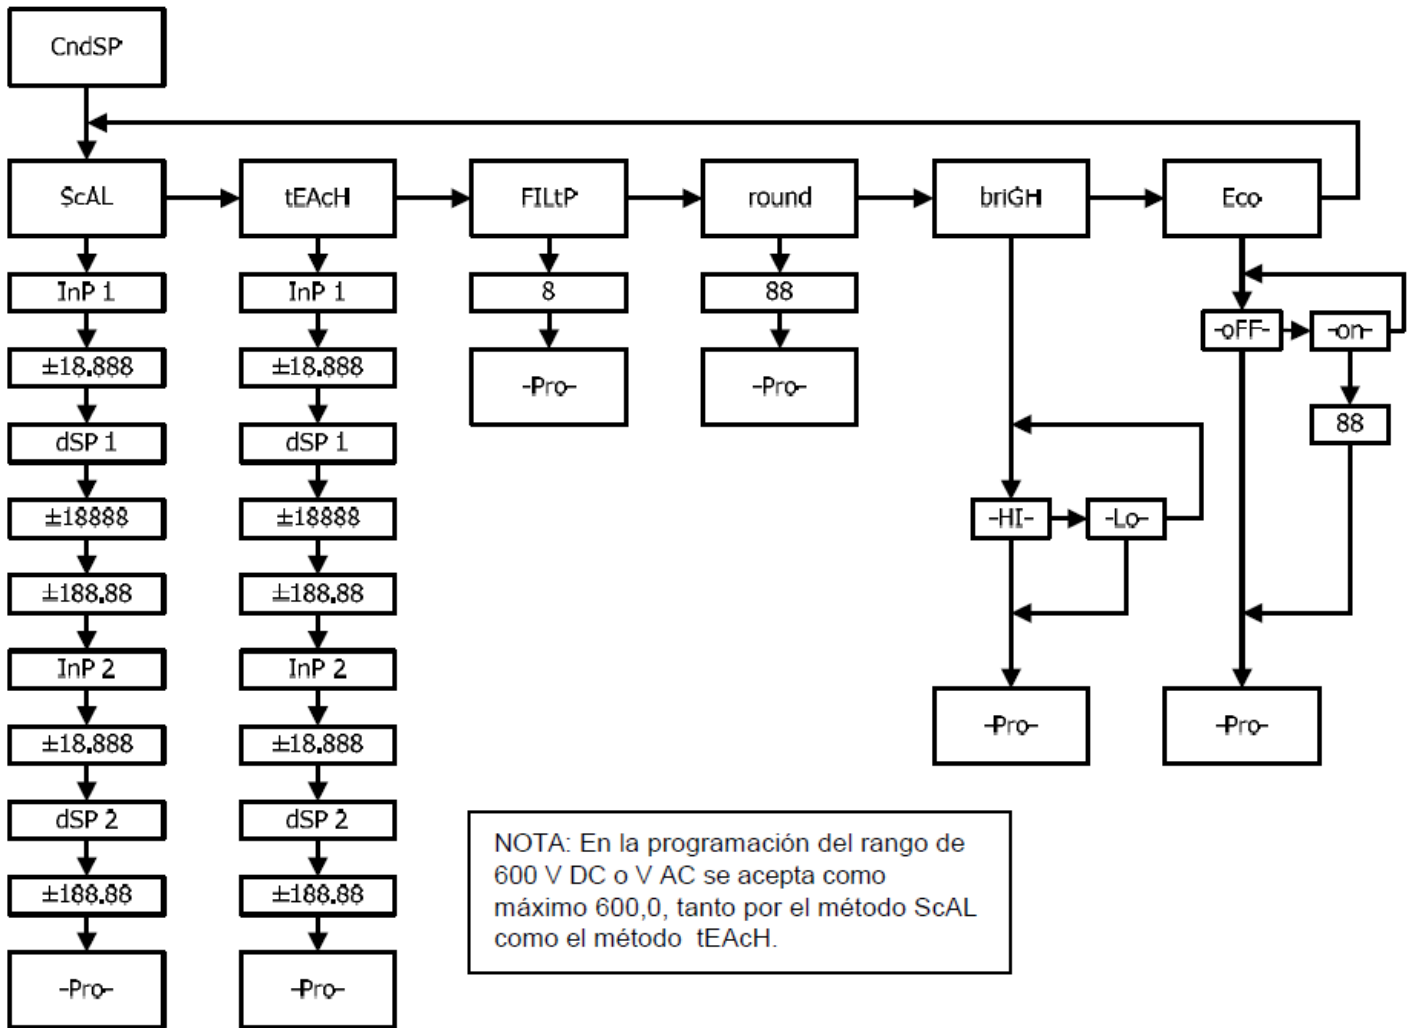 CndSP
ScAL
tEAcH
FILtP
round
briGH
Eco
InP 1
InP 1
8
88
-oFF-
-on-
±18.888
±18.888
-Pro-
-Pro-
88
dSP 1
dSP 1
±18888
±18888
-HI-
-Lo-
±188.88
±188.88
InP 2
InP 2
±18.888
±18.888
-Pro-
-Pro-
dSP 2
dSP 2
±188.88
±188.88
-Pro-
-Pro-
NOTA: En la programación del rango de
600 V DC o V AC se acepta como
máximo 600,0, tanto por el método ScAL
como el método tEAcH.